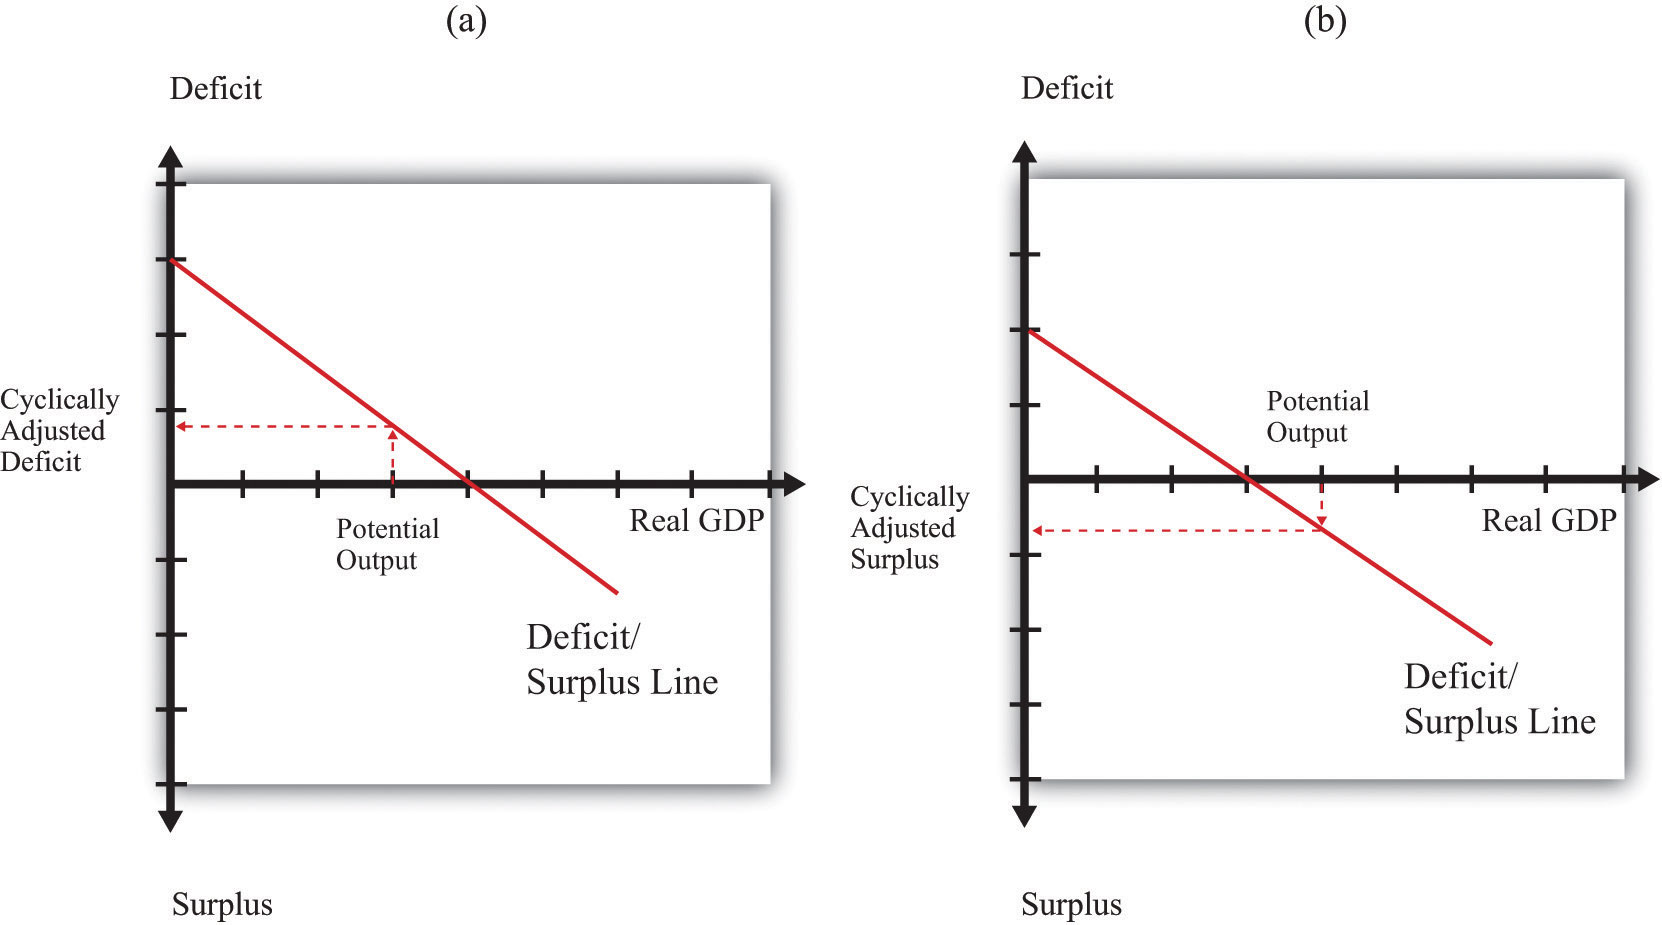 (a)
Deficit
Cyclically
Adjusted
Deficit
Potential
Output
Real GDP
Deficit/
Surplus Line
Surplus
(b)
Deficit
Potential
Output
Cyclically
Adjusted
Surplus
Real GDP
Deficit/
Surplus Line
Surplus